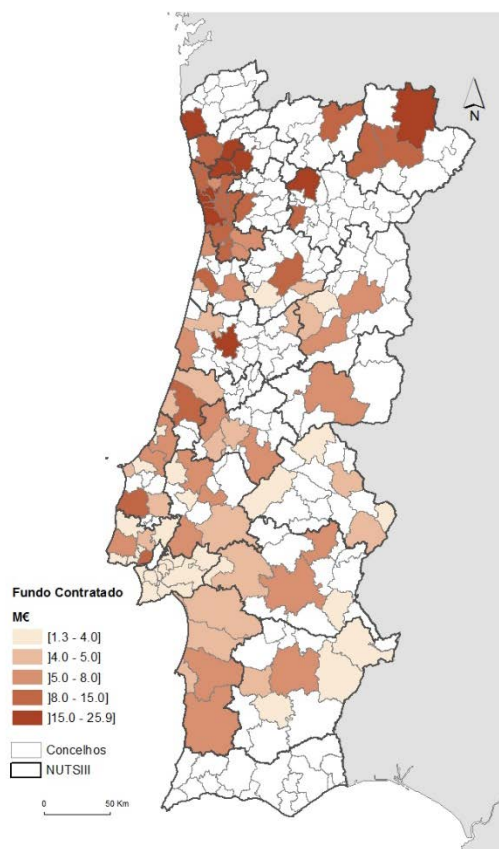 N
Fundo Contratado
M€
[1.3 - 4.0]
]4.0 - 5.0]
]5.0 - 8.0]
]8.0 - 15.0]
]15.0 - 25.9]
Concelhos
NUTSIII
0 50 Km